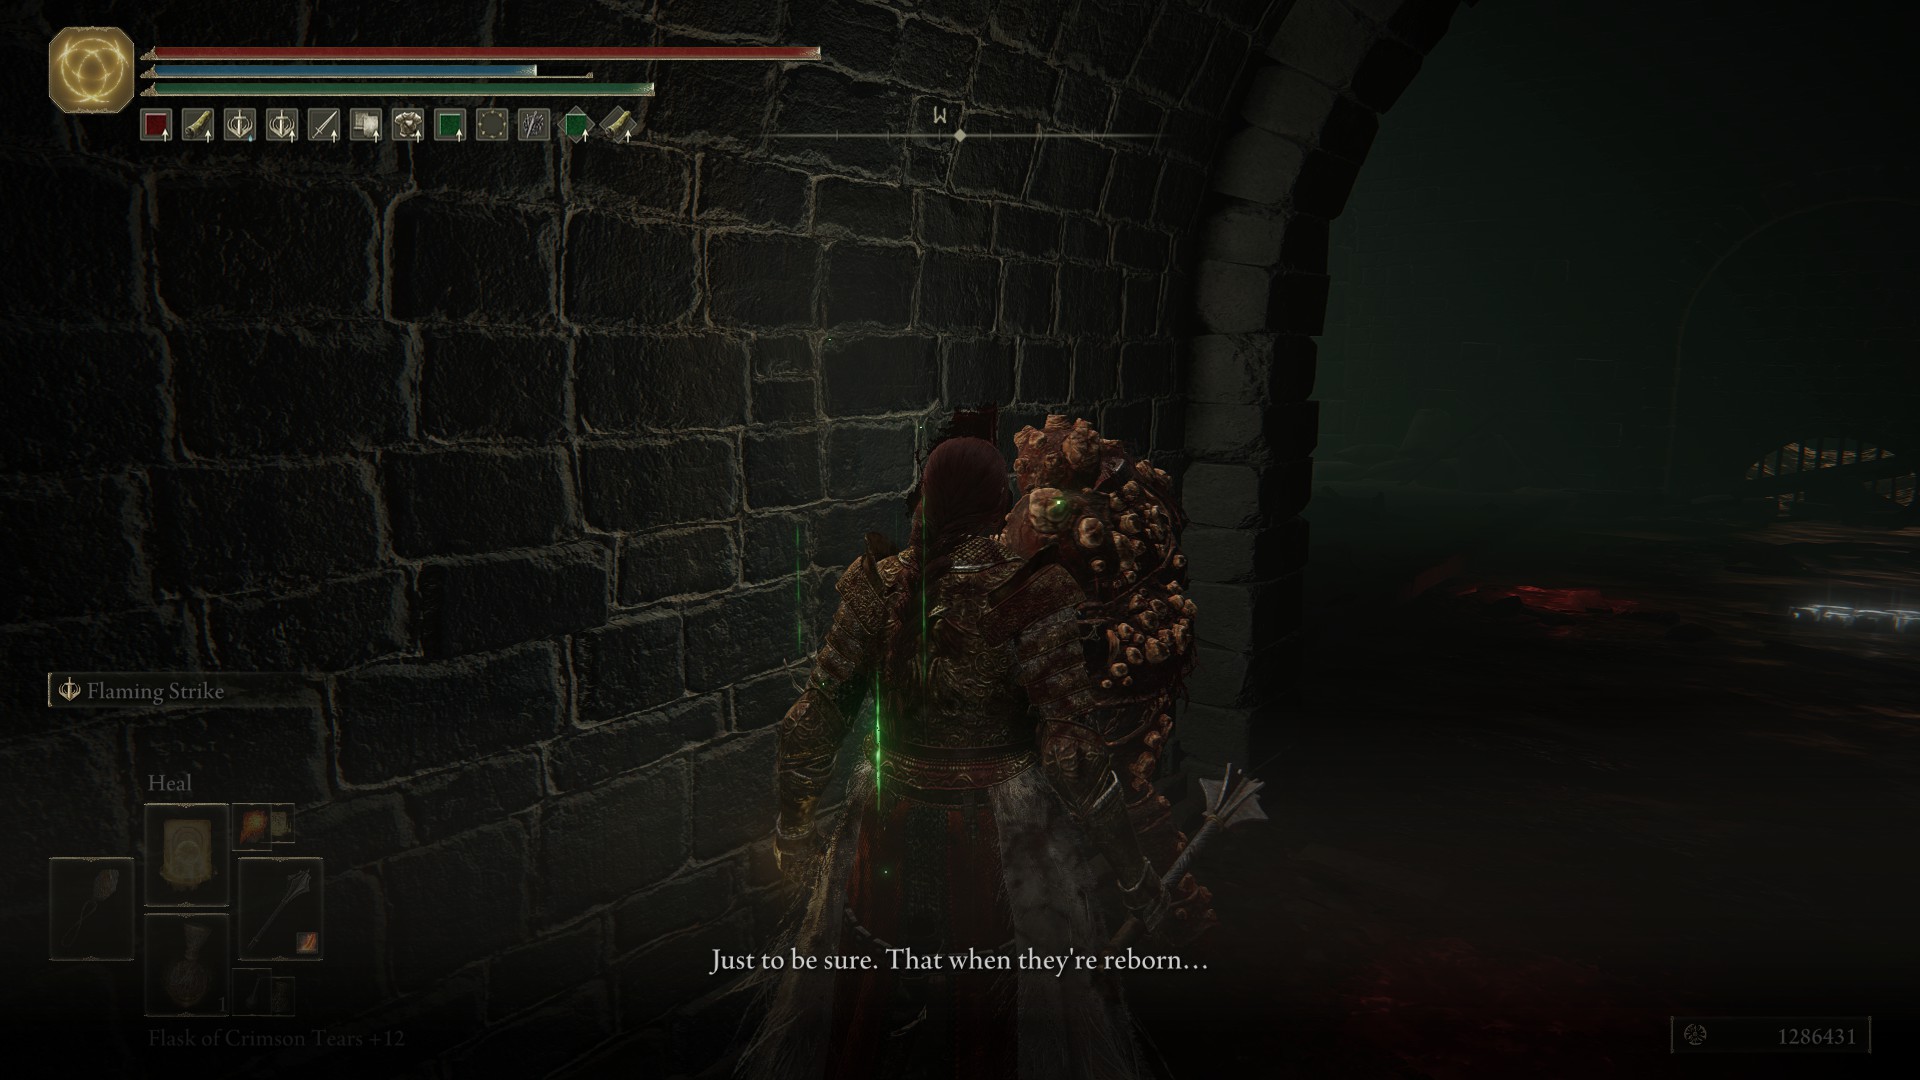 W
Flaming Strike
Heal
1
Flask of Crimson Tears +12
Just to be sure. That when they're reborn...
1286431